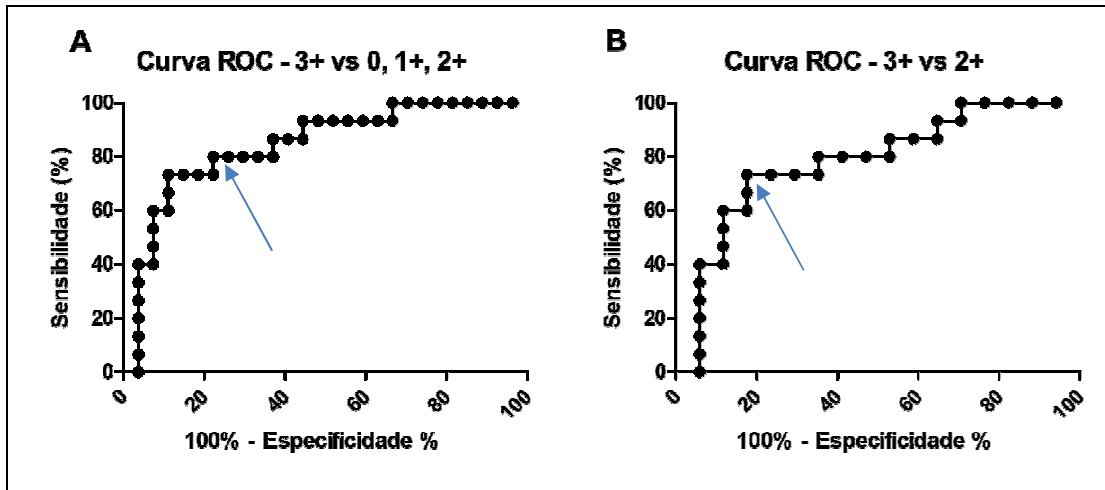 A
Curva ROC - 3+ vs 0, 1+, 2+
Sensibilidade (%)
100
80
60
40
20
0
0 20 40 60 80 100
100% - Especificidade %
B
Curva ROC - 3+ vs 2+
Sensibilidade (%)
100
80
60
40
20
0
0 20 40 60 80 100
100% - Especificidade %